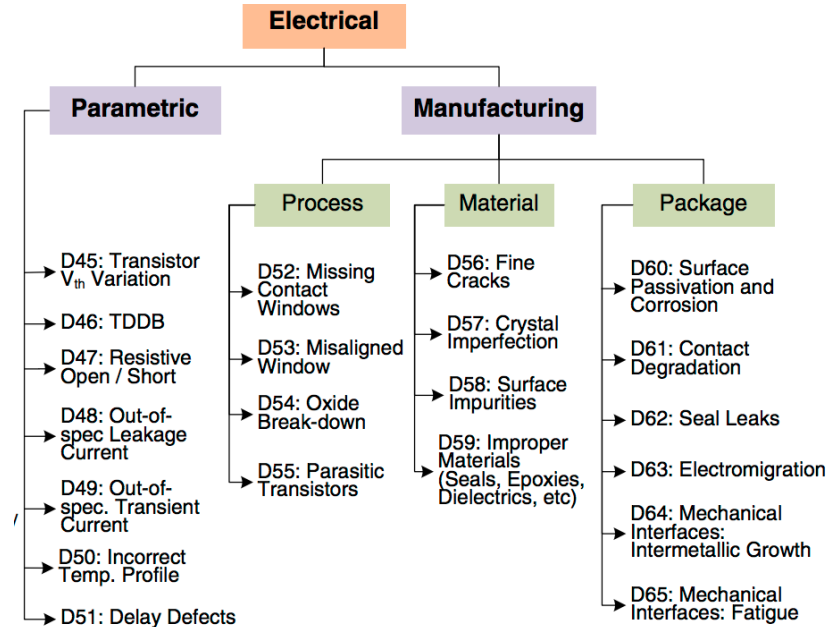 Electrical
Parametric
Manufacturing
Process
Material
Package
D45: Transistor
Vth Variation
D46: TDDB
D47: Resistive
Open / Short
D48: Out-of-
spec Leakage
Current
D49: Out-of-
spec. Transient
Current
D50: Incorrect
Temp. Profile
D51: Delay Defects
D52: Missing
Contact
Windows
D53: Misaligned
Window
D54: Oxide
Break-down
D55: Parasitic
Transistors
D56: Fine
Cracks
D57: Crystal
Imperfection
D58: Surface
Impurities
D59: Improper
Materials
(Seals, Epoxies,
Dielectrics, etc)
D60: Surface
Passivation and
Corrosion
D61: Contact
Degradation
D62: Seal Leaks
D63: Electromigration
D64: Mechanical
Interfaces:
Intermetallic Growth
D65: Mechanical
Interfaces: Fatigue